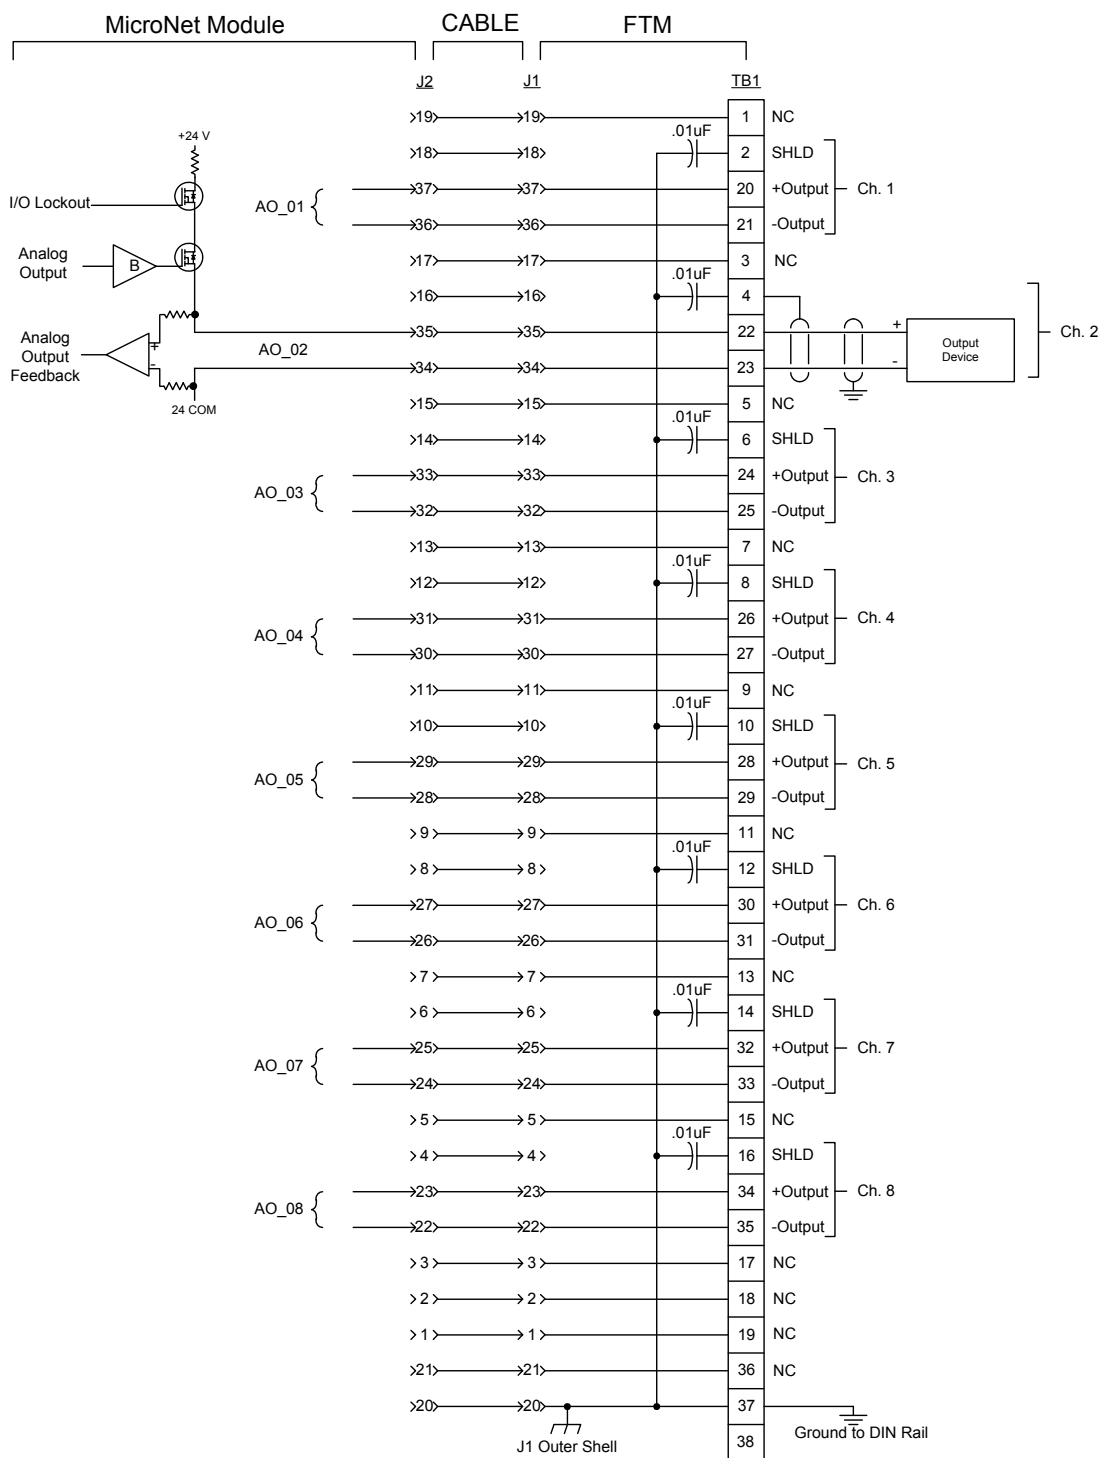 MicroNet Module CABLE FTM
J2 J1 TB1
19 19 1 NC
.01uF
+24 V
18 18 2 SHLD
I/O Lockout
AO_01
37 37 20 +Output Ch. 1
36 36 21 -Output
Analog
Output
B
17 17 3 NC
.01uF
16 16 4
Analog
Output
Feedback
+
-
AO_02
35 35 22 +
Output
Device
Ch. 2
34 34 23 -
24 COM
15 15 5 NC
.01uF
14 14 6 SHLD
AO_03
33 33 24 +Output Ch. 3
32 32 25 -Output
13 13 7 NC
.01uF
12 12 8 SHLD
AO_04
31 31 26 +Output Ch. 4
30 30 27 -Output
11 11 9 NC
.01uF
10 10 10 SHLD
AO_05
29 29 28 +Output Ch. 5
28 28 29 -Output
9 9 11 NC
.01uF
8 8 12 SHLD
AO_06
27 27 30 +Output Ch. 6
26 26 31 -Output
7 7 13 NC
.01uF
6 6 14 SHLD
AO_07
25 25 32 +Output Ch. 7
24 24 33 -Output
5 5 15 NC
.01uF
4 4 16 SHLD
AO_08
23 23 34 +Output Ch. 8
22 22 35 -Output
3 3 17 NC
2 2 18 NC
1 1 19 NC
21 21 36 NC
20 20 37
Ground to DIN Rail
J1 Outer Shell
38